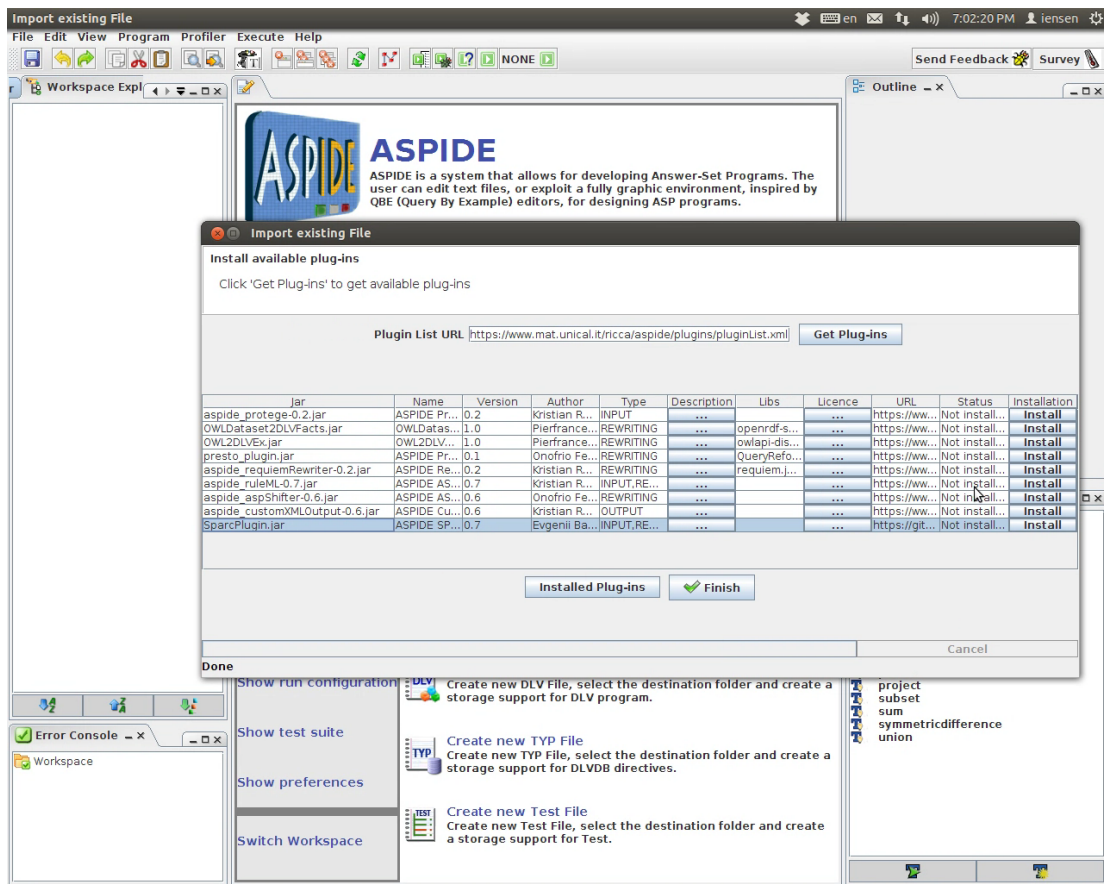 Import existing File
en 7:02:20 PM iensen
File Edit View Program Profiler Execute Help
NONE
Send Feedback Survey
Workspace Expl
Outline
ASPIDE
ASPIDE
ASPIDE is a system that allows for developing Answer-Set Programs. The
user can edit text files, or exploit a fully graphic environment, inspired by
QBE (Query By Example) editors, for designing ASP programs.
Import existing File
Install available plug-ins
Click 'Get Plug-ins' to get available plug-ins
Plugin List URL https://www.mat.unical.it/ricca/aspide/plugins/pluginList.xml Get Plug-ins
Jar Name Version Author Type Description Libs Licence URL Status Installation
aspide_protege-0.2.jar ASPIDE Pr... 0.2 Kristian R... INPUT ... ... https://ww... Not install... Install
OWLDataset2DLVFacts.jar OWLDatas... 1.0 Pierfrance... REWRITING ... openrdf-s... ... https://ww... Not install... Install
OWL2DLVEx.jar OWL2DLV... 1.0 Pierfrance... REWRITING ... owlapi-dis... ... https://ww... Not install... Install
presto_plugin.jar ASPIDE Pr... 0.1 Onofrio Fe... REWRITING ... QueryRefo... ... https://ww... Not install... Install
aspide_requiemRewriter-0.2.jar ASPIDE Re... 0.2 Kristian R... REWRITING ... requiem.j... ... https://ww... Not install... Install
aspide_ruleML-0.7.jar ASPIDE AS... 0.7 Kristian R... INPUT,RE... ... ... https://ww... Not install... Install
aspide_aspShifter-0.6.jar ASPIDE AS... 0.6 Onofrio Fe... REWRITING ... ... https://ww... Not install... Install
aspide_customXMLOutput-0.6.jar ASPIDE Cu... 0.6 Kristian R... OUTPUT ... ... https://ww... Not install... Install
SparcPlugin.jar ASPIDE SP... 0.7 Evgenii Ba... INPUT,RE... ... ... https://git... Not install... Install
Installed Plug-ins Finish
Cancel
Done
Show run configuration
DLV
Create new DLV File, select the destination folder and create a
storage support for DLV program.
project
subset
sum
symmetricdifference
union
Error Console
Workspace
Show test suite
Show preferences
Switch Workspace
TYP
Create new TYP File
Create new TYP File, select the destination folder and create a
storage support for DLVDB directives.
TEST
Create new Test File
Create new Test File, select the destination folder and create
a storage support for Test.